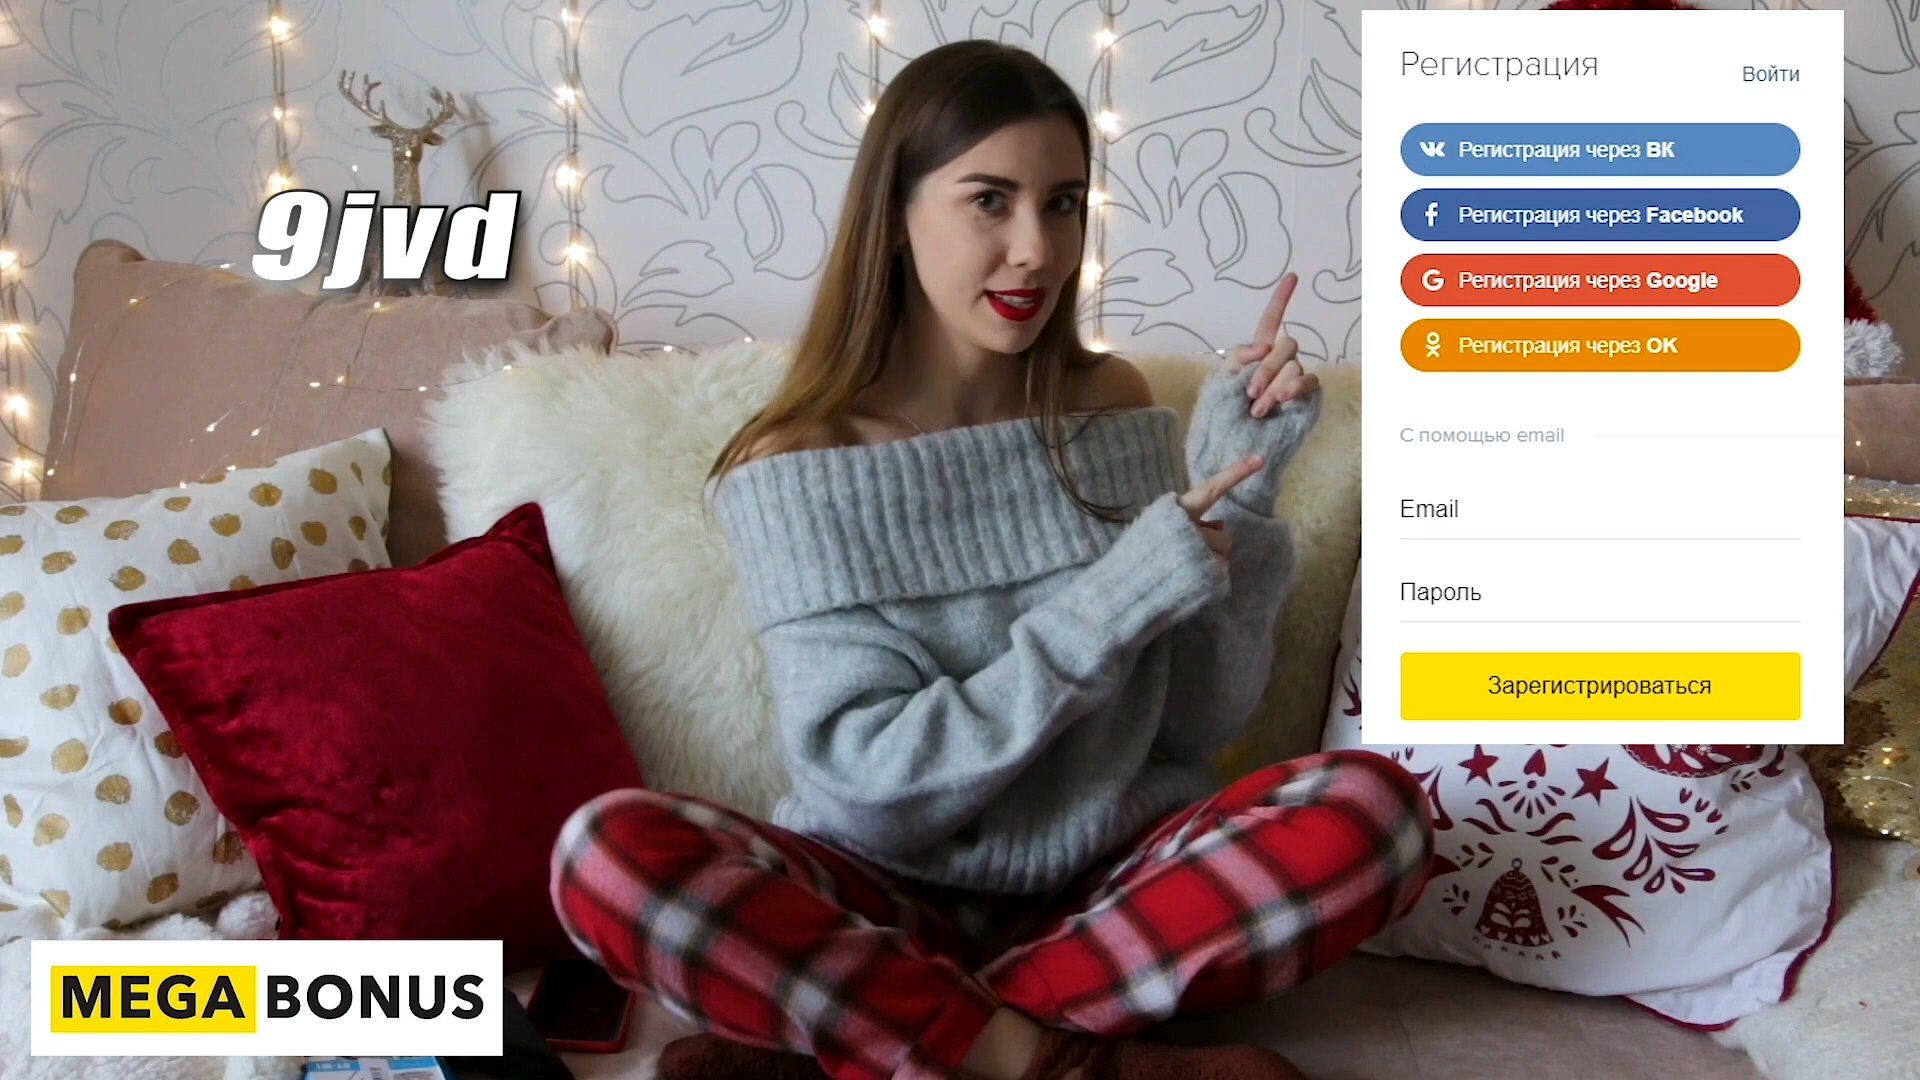 9jvd
Регистрация
Войти
Регистрация через ВК
Регистрация через Facebook
Регистрация через Google
Регистрация через ОК
С помощью email
Email
Пароль
Зарегистрироваться
MEGA BONUS